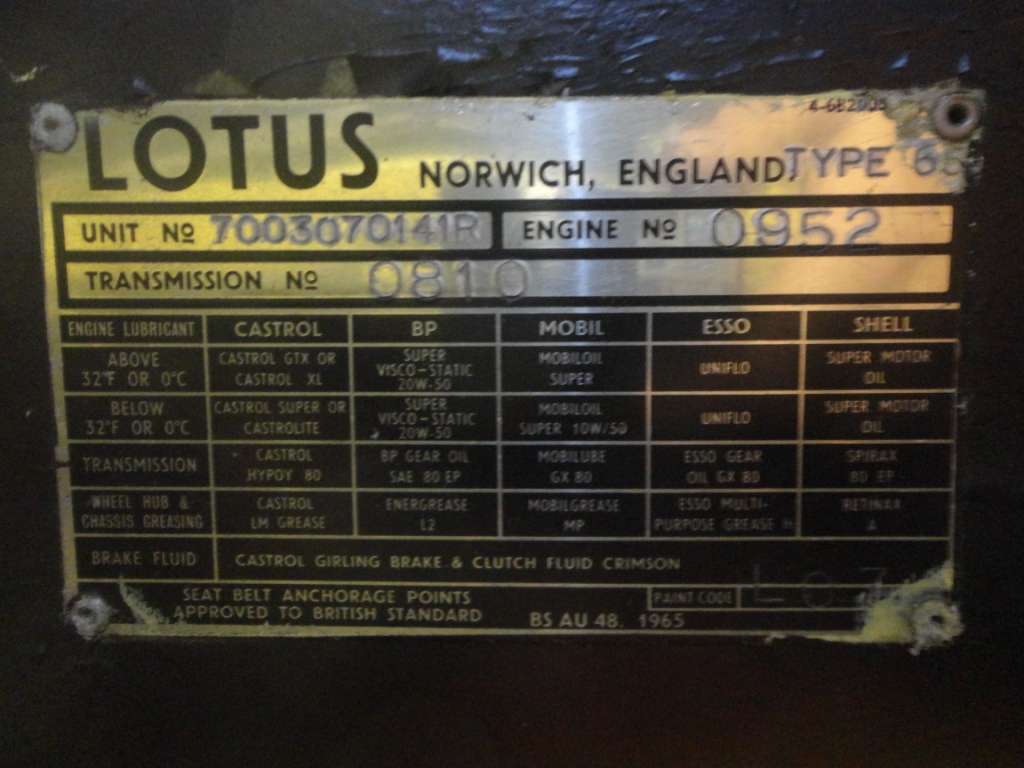 LOTUS NORWICH, ENGLAND. TYPE 65
UNIT Nº 7003070141R ENGINE Nº 0952
TRANSMISSION Nº 0810
ENGINE LUBRICANT CASTROL BP MOBIL ESSO SHELL
ABOVE 32°F OR 0°C CASTROL GTX OR CASTROL XL SUPER VISCO-STATIC 20W-50 MOBILOIL SUPER UNIFLO SUPER MOTOR OIL
BELOW 32°F OR 0°C CASTROL SUPER OR CASTROLITE SUPER VISCO-STATIC 20W-50 MOBILOIL SUPER 10W/50 UNIFLO SUPER MOTOR OIL
TRANSMISSION CASTROL HYPOY 80 BP GEAR OIL SAE 80 EP MOBILUBE GX 80 ESSO GEAR OIL GX 80 SPIRAX 80 EP
WHEEL HUB & CHASSIS GREASING CASTROL LM GREASE ENERGREASE L2 MOBILGREASE MP ESSO MULTI-PURPOSE GREASE H RETINAX A
BRAKE FLUID CASTROL GIRLING BRAKE & CLUTCH FLUID CRIMSON
SEAT BELT ANCHORAGE POINTS PAINT CODE
APPROVED TO BRITISH STANDARD BS AU 48. 1965